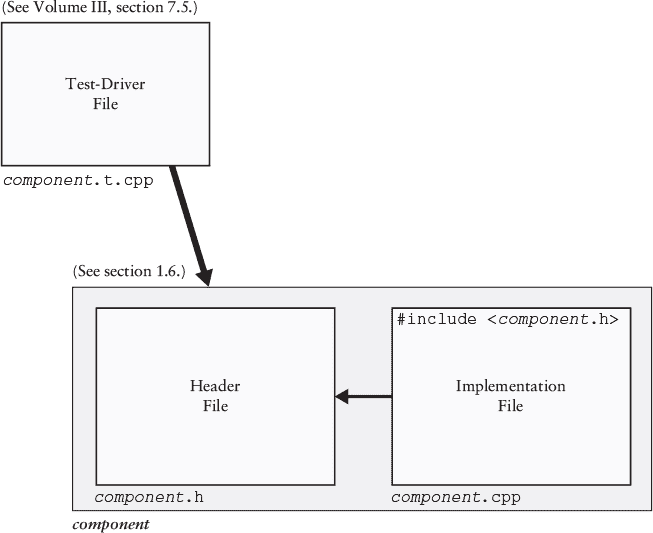 (See Volume III, section 7.5.)
Test-Driver
File
component.t.cpp
(See section 1.6.)
#include <component.h>
Header
File
Implementation
File
component.h
component.cpp
component